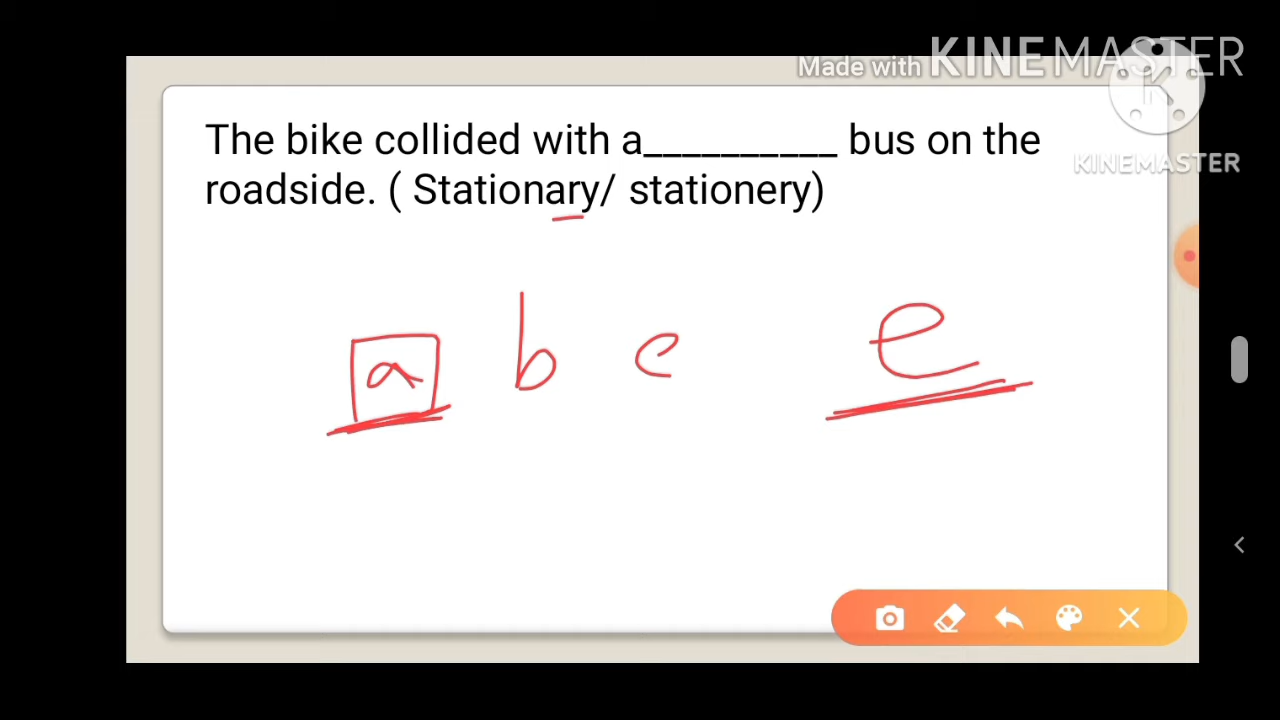 Made with KINEMASTER
KINEMASTER
The bike collided with a__________ bus on the
roadside. ( Stationary/ stationery)
a b c e